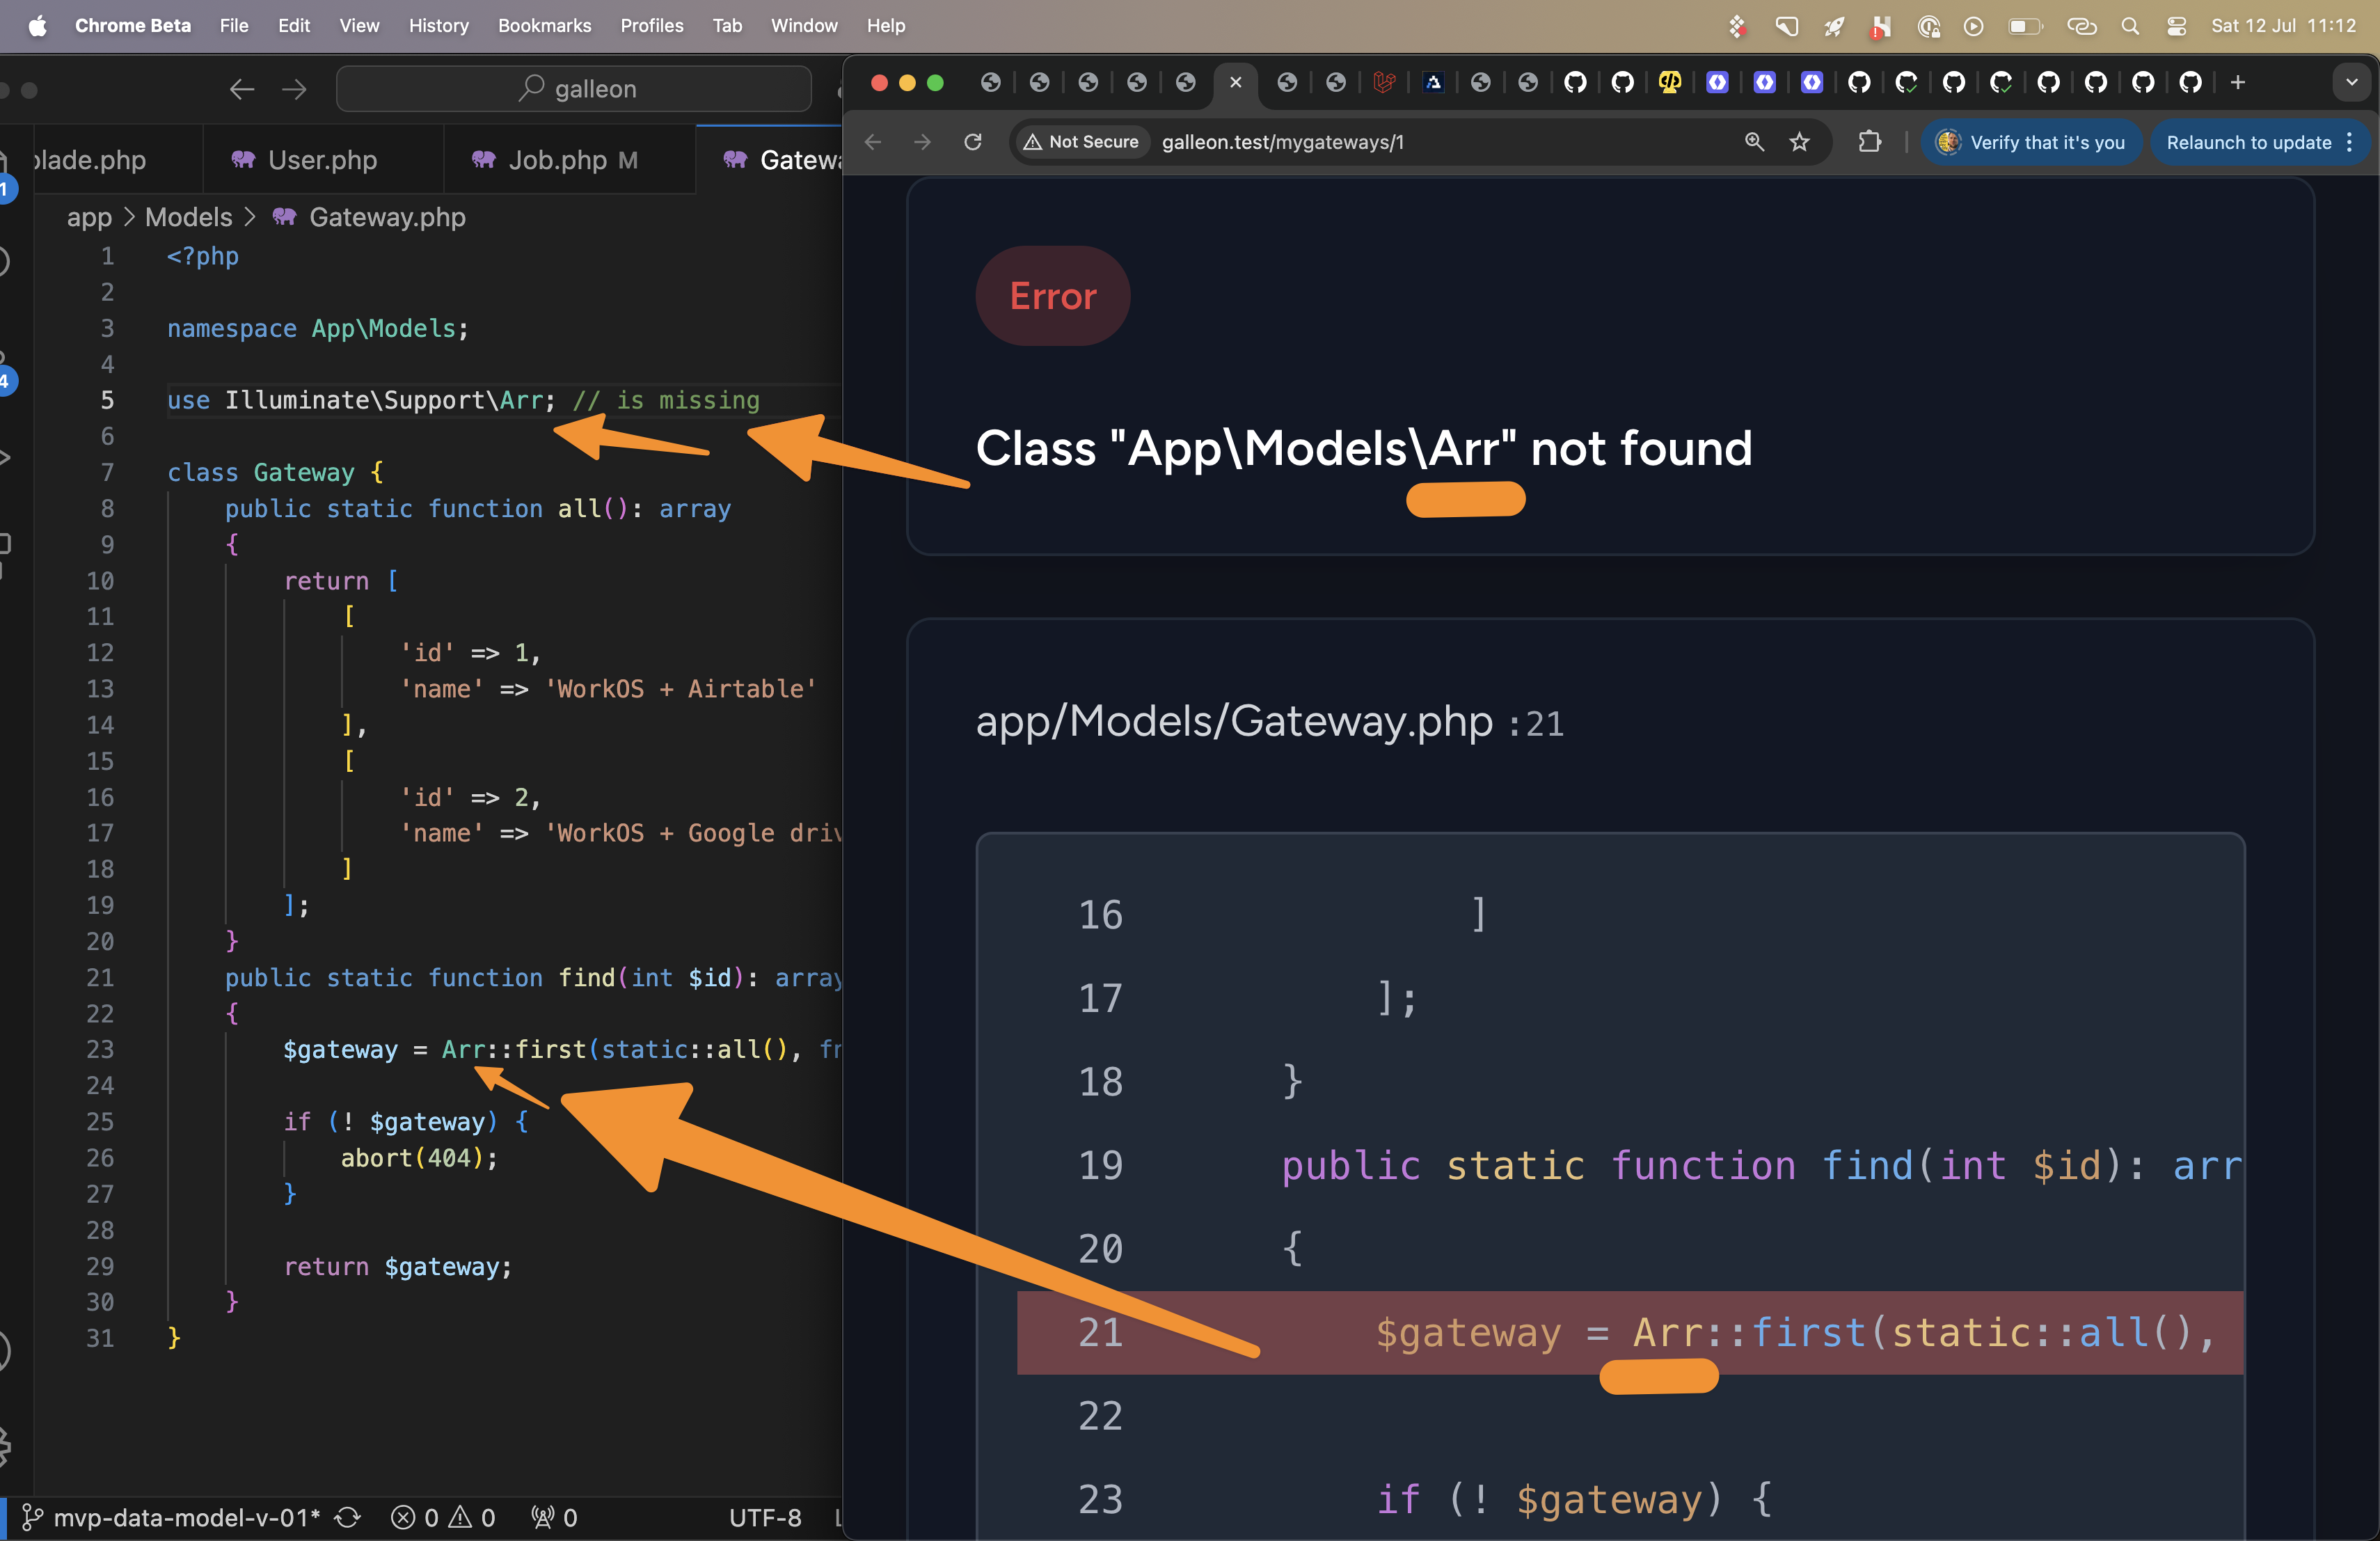 Chrome Beta File Edit View History Bookmarks Profiles Tab Window Help Sat 12 Jul 11:12
galleon
lade.php User.php Job.php M
app > Models > Gateway.php
1 <?php
2
3 namespace App\Models;
4
5 use Illuminate\Support\Arr; // is missing
6
7 class Gateway {
8 public static function all(): array
9 {
10 return [
11 [
12 'id' => 1,
13 'name' => 'WorkOS + Airtable'
14 ],
15 [
16 'id' => 2,
17 'name' => 'WorkOS + Google driv
18 ]
19 ];
20 }
21 public static function find(int $id): array
22 {
23 $gateway = Arr::first(static::all(), fn
24
25 if (! $gateway) {
26 abort(404);
27 }
28
29 return $gateway;
30 }
31 }
1
4
mvp-data-model-v-01* 0 0 0 UTF-8
Not Secure galleon.test/mygateways/1 Verify that it's you Relaunch to update
Error
Class "App\Models\Arr" not found
app/Models/Gateway.php :21
16 ]
17 ];
18 }
19 public static function find(int $id): arr
20 {
21 $gateway = Arr::first(static::all(),
22
23 if (! $gateway) {